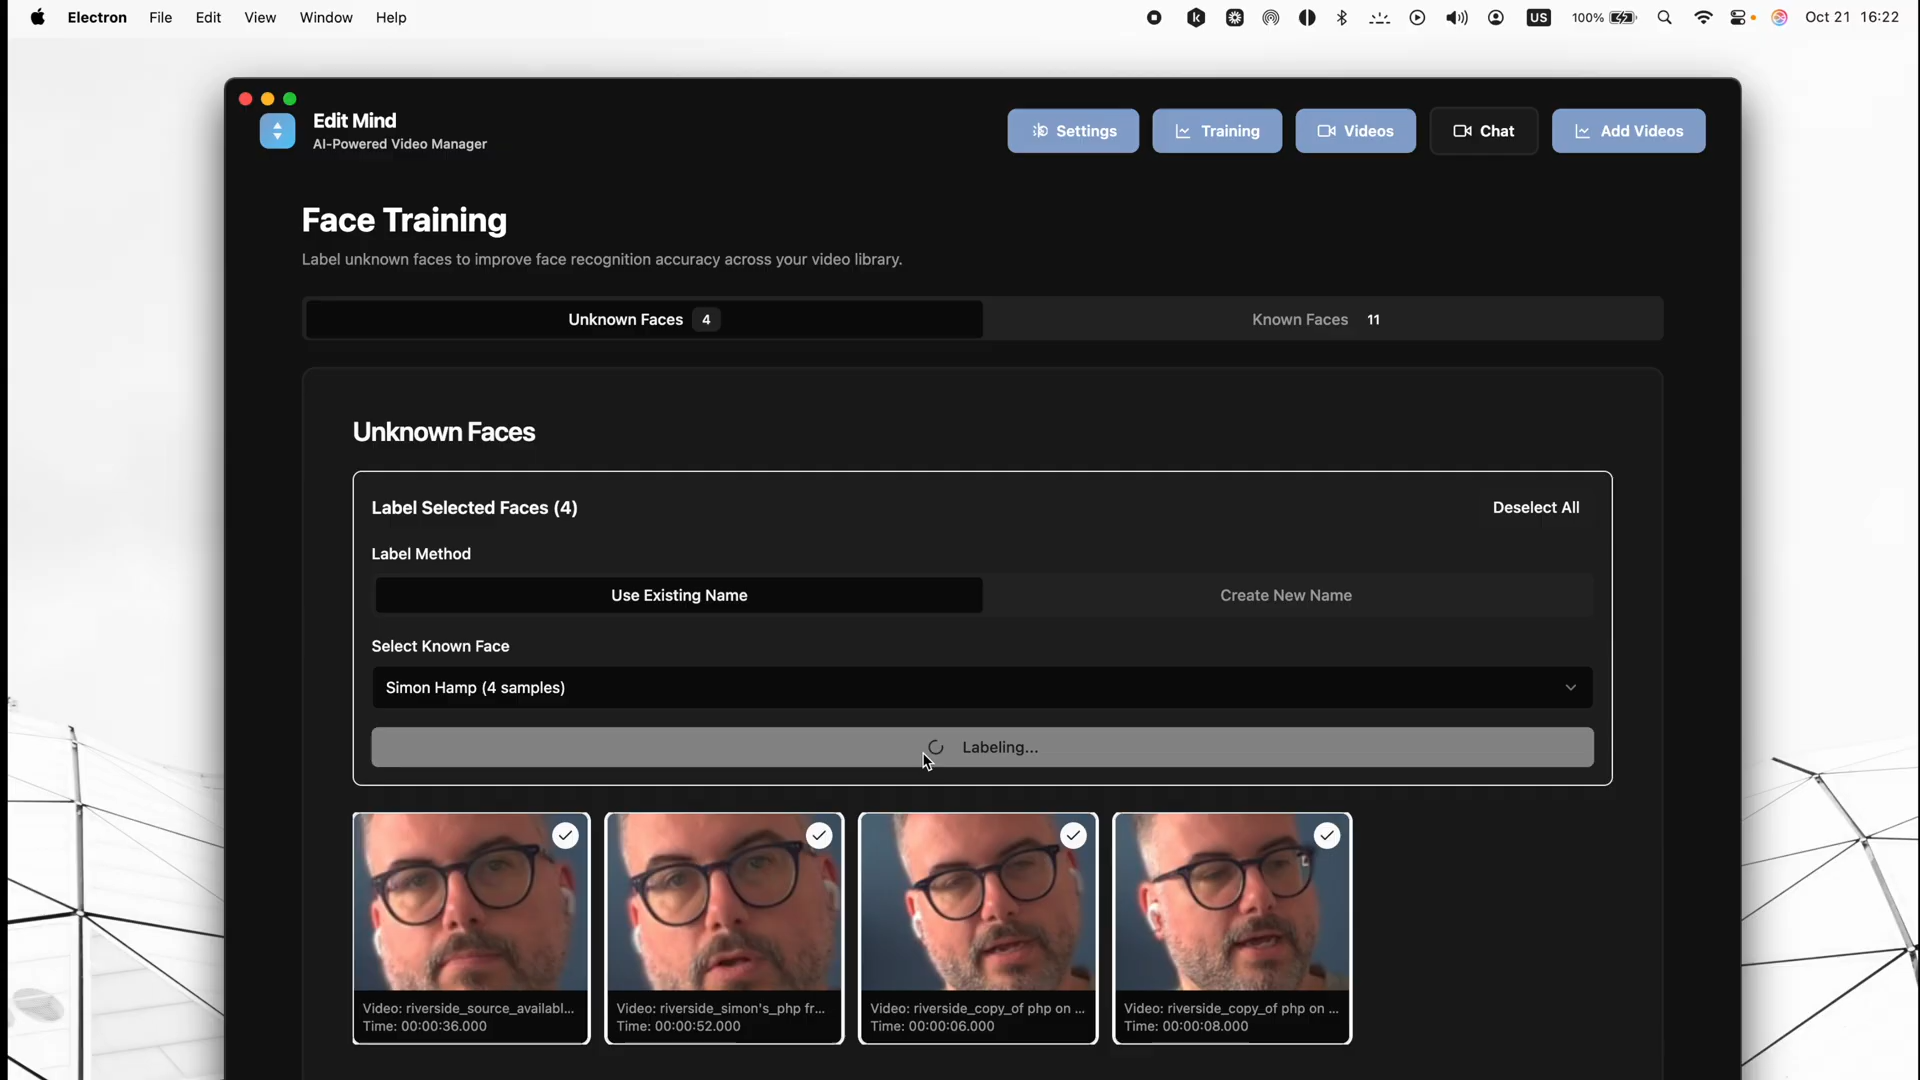 Electron File Edit View Window Help
US 100% Oct 21 16:22
Edit Mind
AI-Powered Video Manager
Settings Training Videos Chat Add Videos
Face Training
Label unknown faces to improve face recognition accuracy across your video library.
Unknown Faces 4 Known Faces 11
Unknown Faces
Label Selected Faces (4) Deselect All
Label Method
Use Existing Name Create New Name
Select Known Face
Simon Hamp (4 samples)
Labeling...
Video: riverside_source_availabl... Video: riverside_simon's_php fr... Video: riverside_copy_of php on ... Video: riverside_copy_of php on ...
Time: 00:00:36.000 Time: 00:00:52.000 Time: 00:00:06.000 Time: 00:00:08.000